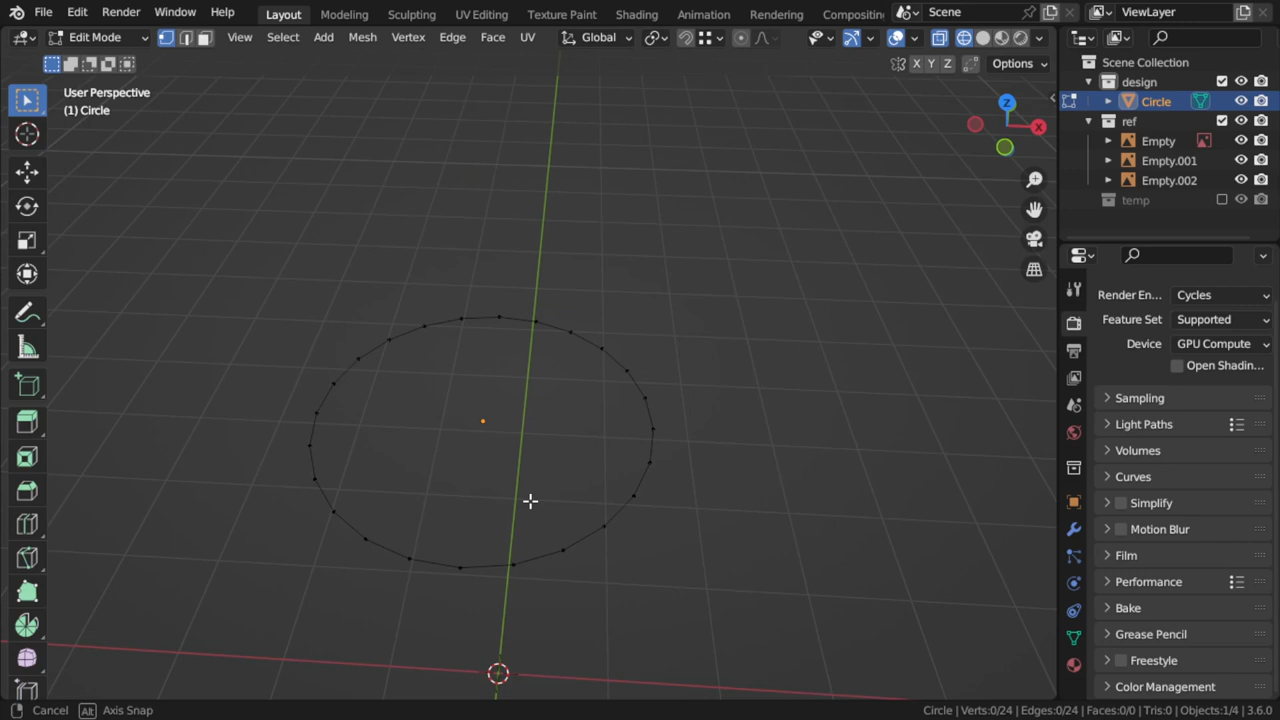 File Edit Render Window Help Layout Modeling Sculpting UV Editing Texture Paint Shading Animation Rendering Compositing Scene ViewLayer
Edit Mode View Select Add Mesh Vertex Edge Face UV Global
X Y Z Options
User Perspective
(1) Circle
Z
X
Scene Collection
design
Circle
ref
Empty
Empty.001
Empty.002
temp
Render En... Cycles
Feature Set Supported
Device GPU Compute
Open Shadin...
Sampling
Light Paths
Volumes
Curves
Simplify
Motion Blur
Film
Performance
Bake
Grease Pencil
Freestyle
Color Management
Cancel Alt Axis Snap
Circle | Verts:0/24 | Edges:0/24 | Faces:0/0 | Tris:0 | Objects:1/4 | 3.6.0